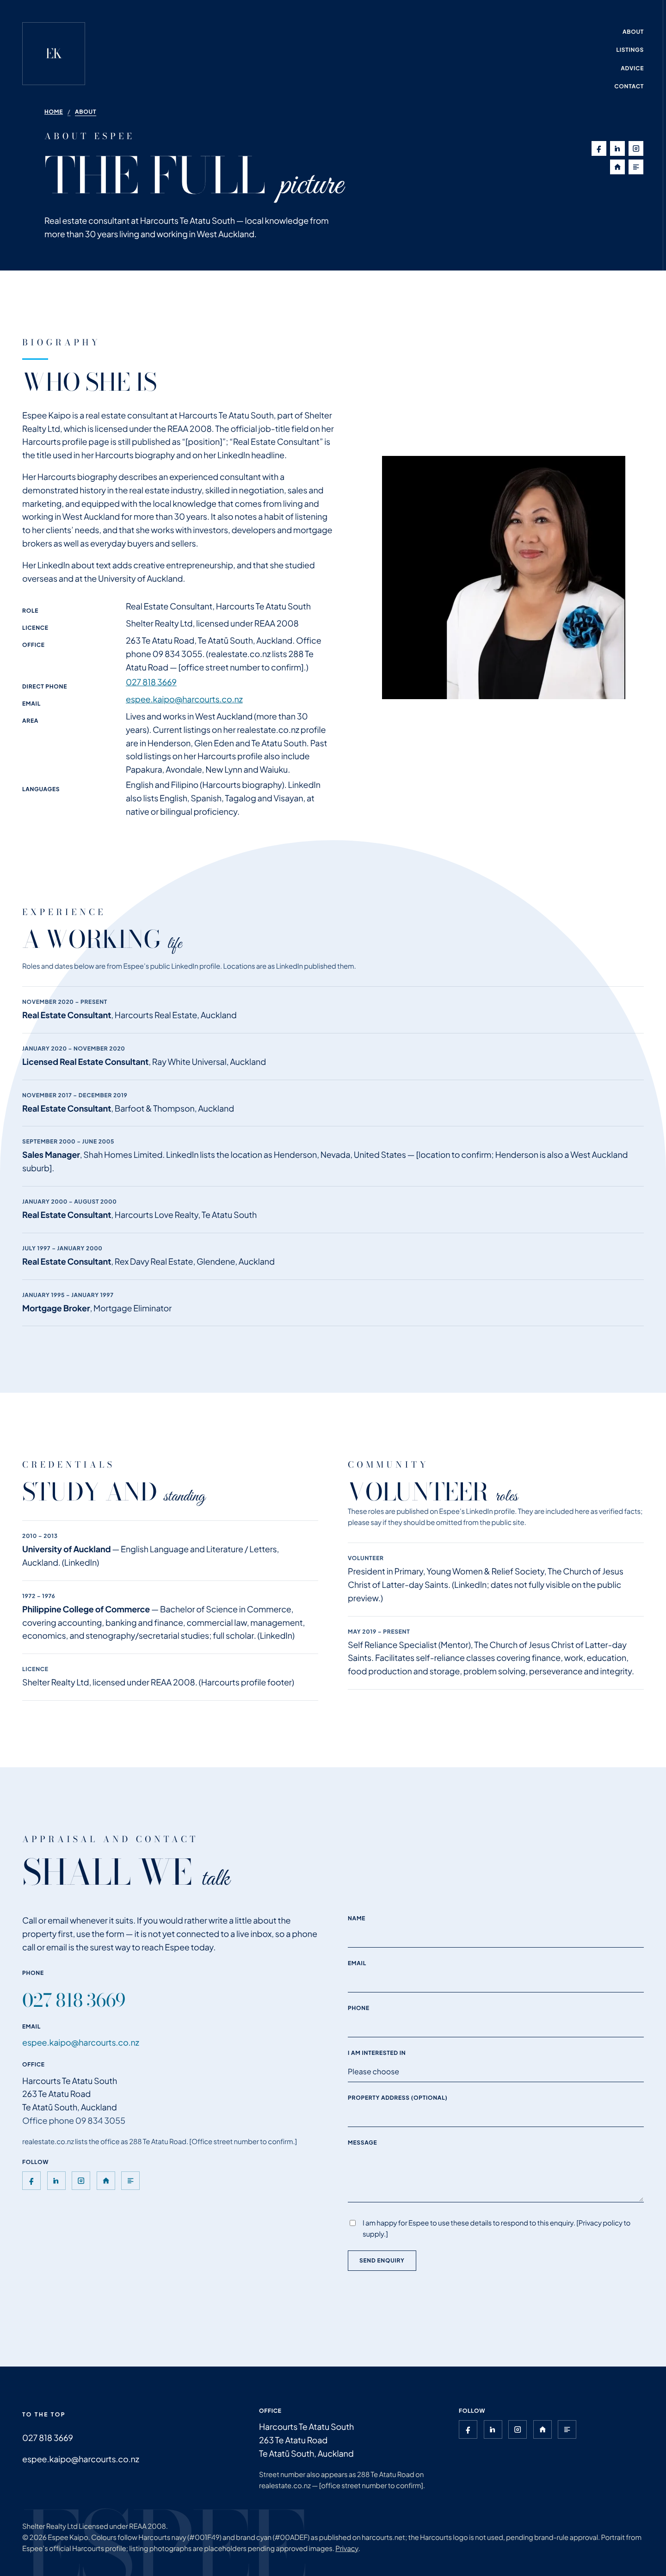 EK
ABOUT
LISTINGS
ADVICE
CONTACT
HOME / ABOUT
ABOUT ESPEE
THE FULL picture
Real estate consultant at Harcourts Te Atatu South — local knowledge from
more than 30 years living and working in West Auckland.
BIOGRAPHY
WHO SHE IS
Espee Kaipo is a real estate consultant at Harcourts Te Atatu South, part of Shelter
Realty Ltd, which is licensed under the REAA 2008. The official job-title field on her
Harcourts profile page is still published as “[position]”; “Real Estate Consultant” is
the title used in her Harcourts biography and on her LinkedIn headline.
Her Harcourts biography describes an experienced consultant with a
demonstrated history in the real estate industry, skilled in negotiation, sales and
marketing, and equipped with the local knowledge that comes from living and
working in West Auckland for more than 30 years. It also notes a habit of listening
to her clients’ needs, and that she works with investors, developers and mortgage
brokers as well as everyday buyers and sellers.
Her LinkedIn about text adds creative entrepreneurship, and that she studied
overseas and at the University of Auckland.
ROLE
Real Estate Consultant, Harcourts Te Atatu South
LICENCE
Shelter Realty Ltd, licensed under REAA 2008
OFFICE
263 Te Atatu Road, Te Atatū South, Auckland. Office
phone 09 834 3055. (realestate.co.nz lists 288 Te
Atatu Road — [office street number to confirm].)
DIRECT PHONE
027 818 3669
EMAIL
espee.kaipo@harcourts.co.nz
AREA
Lives and works in West Auckland (more than 30
years). Current listings on her realestate.co.nz profile
are in Henderson, Glen Eden and Te Atatu South. Past
sold listings on her Harcourts profile also include
Papakura, Avondale, New Lynn and Waiuku.
LANGUAGES
English and Filipino (Harcourts biography). LinkedIn
also lists English, Spanish, Tagalog and Visayan, at
native or bilingual proficiency.
EXPERIENCE
A WORKING life
Roles and dates below are from Espee’s public LinkedIn profile. Locations are as LinkedIn published them.
NOVEMBER 2020 – PRESENT
Real Estate Consultant, Harcourts Real Estate, Auckland
JANUARY 2020 – NOVEMBER 2020
Licensed Real Estate Consultant, Ray White Universal, Auckland
NOVEMBER 2017 – DECEMBER 2019
Real Estate Consultant, Barfoot & Thompson, Auckland
SEPTEMBER 2000 – JUNE 2005
Sales Manager, Shah Homes Limited. LinkedIn lists the location as Henderson, Nevada, United States — [location to confirm; Henderson is also a West Auckland
suburb].
JANUARY 2000 – AUGUST 2000
Real Estate Consultant, Harcourts Love Realty, Te Atatu South
JULY 1997 – JANUARY 2000
Real Estate Consultant, Rex Davy Real Estate, Glendene, Auckland
JANUARY 1995 – JANUARY 1997
Mortgage Broker, Mortgage Eliminator
CREDENTIALS
STUDY AND standing
2010 – 2013
University of Auckland — English Language and Literature / Letters,
Auckland. (LinkedIn)
1972 – 1976
Philippine College of Commerce — Bachelor of Science in Commerce,
covering accounting, banking and finance, commercial law, management,
economics, and stenography/secretarial studies; full scholar. (LinkedIn)
LICENCE
Shelter Realty Ltd, licensed under REAA 2008. (Harcourts profile footer)
COMMUNITY
VOLUNTEER roles
These roles are published on Espee’s LinkedIn profile. They are included here as verified facts;
please say if they should be omitted from the public site.
VOLUNTEER
President in Primary, Young Women & Relief Society, The Church of Jesus
Christ of Latter-day Saints. (LinkedIn; dates not fully visible on the public
preview.)
MAY 2019 – PRESENT
Self Reliance Specialist (Mentor), The Church of Jesus Christ of Latter-day
Saints. Facilitates self-reliance classes covering finance, work, education,
food production and storage, problem solving, perseverance and integrity.
APPRAISAL AND CONTACT
SHALL WE talk
Call or email whenever it suits. If you would rather write a little about the
property first, use the form — it is not yet connected to a live inbox, so a phone
call or email is the surest way to reach Espee today.
PHONE
027 818 3669
EMAIL
espee.kaipo@harcourts.co.nz
OFFICE
Harcourts Te Atatu South
263 Te Atatu Road
Te Atatū South, Auckland
Office phone 09 834 3055
realestate.co.nz lists the office as 288 Te Atatu Road. [Office street number to confirm.]
FOLLOW
NAME
EMAIL
PHONE
I AM INTERESTED IN
Please choose
PROPERTY ADDRESS (OPTIONAL)
MESSAGE
I am happy for Espee to use these details to respond to this enquiry. [Privacy policy to
supply.]
SEND ENQUIRY
TO THE TOP
027 818 3669
espee.kaipo@harcourts.co.nz
OFFICE
Harcourts Te Atatu South
263 Te Atatu Road
Te Atatū South, Auckland
Street number also appears as 288 Te Atatu Road on
realestate.co.nz — [office street number to confirm].
FOLLOW
ESPEE
Shelter Realty Ltd Licensed under REAA 2008.
© 2026 Espee Kaipo. Colours follow Harcourts navy (#001F49) and brand cyan (#00ADEF) as published on harcourts.net; the Harcourts logo is not used, pending brand-rule approval. Portrait from
Espee’s official Harcourts profile; listing photographs are placeholders pending approved images. Privacy.